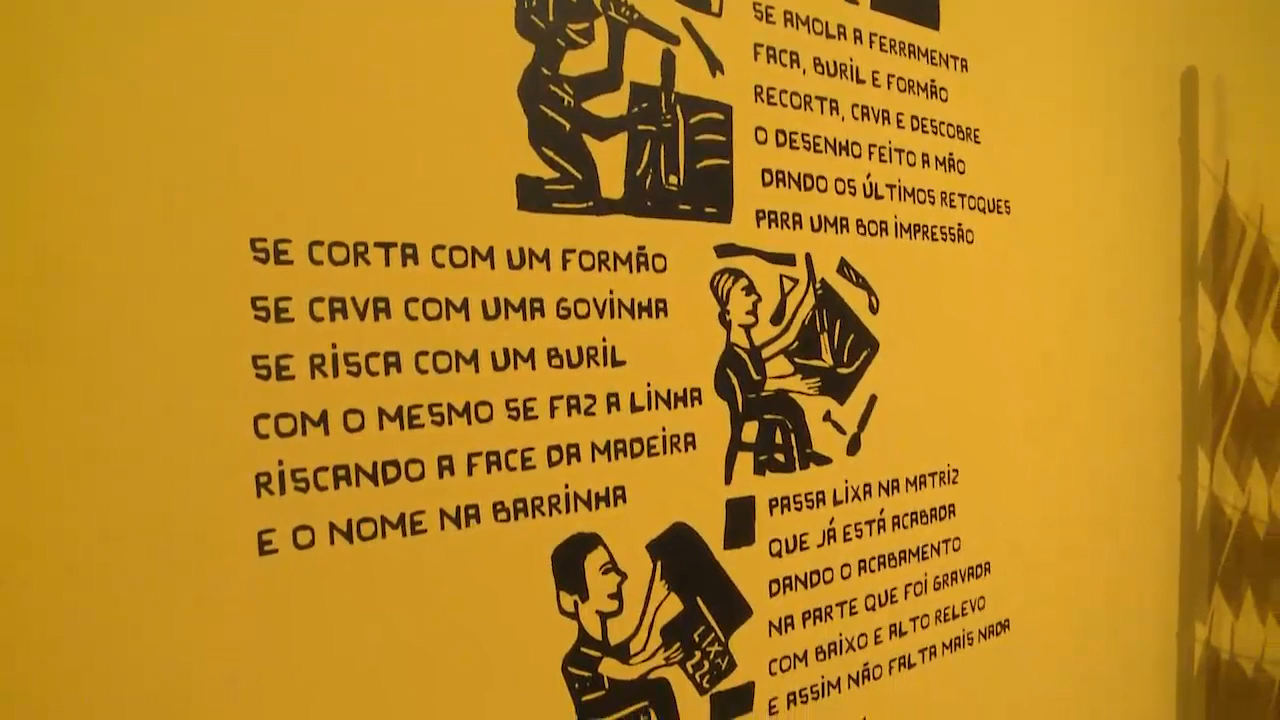 SE AMOLA A FERRAMENTA
FACA, BURIL E FORMÃO
RECORTA, CAVA E DESCOBRE
O DESENHO FEITO A MÃO
DANDO OS ÚLTIMOS RETOQUES
PARA UMA BOA IMPRESSÃO
SE CORTA COM UM FORMÃO
SE CAVA COM UMA GOVINHA
SE RISCA COM UM BURIL
COM O MESMO SE FAZ A LINHA
RISCANDO A FACE DA MADEIRA
E O NOME NA BARRINHA
PASSA LIXA NA MATRIZ
QUE JÁ ESTÁ ACABADA
DANDO O ACABAMENTO
NA PARTE QUE FOI GRAVADA
COM BAIXO E ALTO RELEVO
E ASSIM NÃO FALTA MAIS NADA
LIXA
220